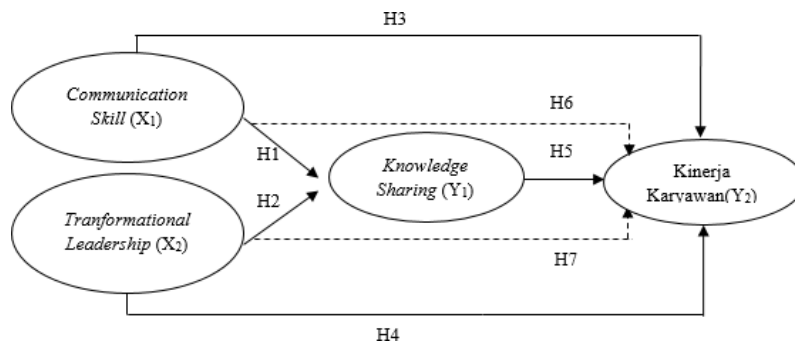 H3
Communication
Skill (X1)
H6
H1
Knowledge
Sharing (Y1)
H5
Kinerja
Karyawan(Y2)
H2
Tranformational
Leadership (X2)
H7
H4